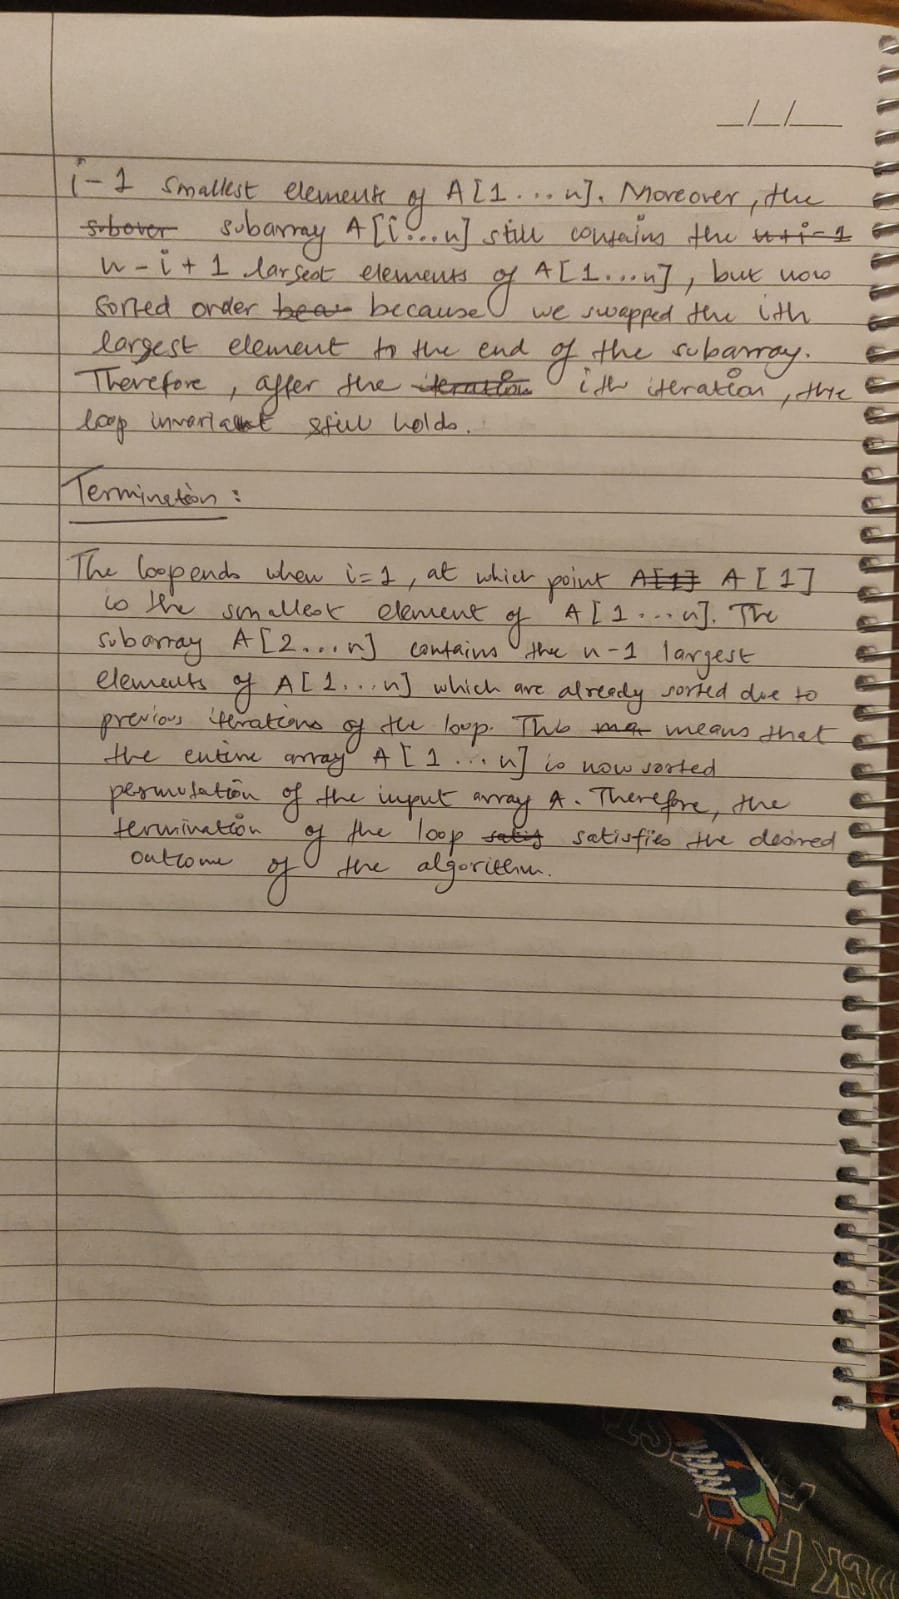 _/_/_
i-1 smallest elements of A[1...n]. Moreover, the
subover subarray A[i...n] still contains the n+i-1
n-i+1 largest elements of A[1...n], but now
sorted order beca because we swapped the ith
largest element to the end of the subarray.
Therefore, after the iteration ith iteration, the
loop invariant still holds.
Termination:
The loop ends when i=1, at which point A[1] A[1]
is the smallest element of A[1...n]. The
subarray A[2...n] contains the n-1 largest
elements of A[1...n] which are already sorted due to
previous iterations of the loop. This means that
the entire array A[1...n] is now sorted
permutation of the input array A. Therefore, the
termination of the loop satis satisfies the desired
outcome of the algorithm.
ST
CK FU